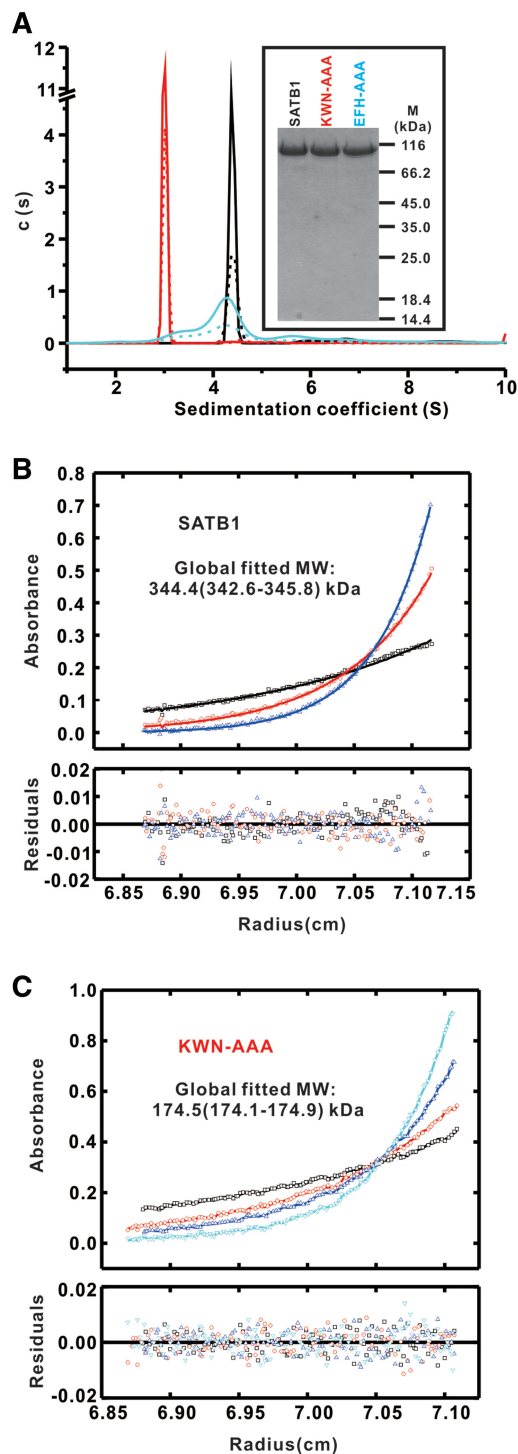 A
12
11
4
3
2
1
0
c (s)
2
4
6
8
10
Sedimentation coefficient (S)
SATB1
KWN-AAA
EFH-AAA
M
(kDa)
116
66.2
45.0
35.0
25.0
18.4
14.4
B
0.8
0.7
0.6
0.5
0.4
0.3
0.2
0.1
0.0
Absorbance
SATB1
Global fitted MW:
344.4(342.6-345.8) kDa
0.02
0.01
0.00
-0.01
-0.02
Residuals
6.85 6.90 6.95 7.00 7.05 7.10 7.15
Radius(cm)
C
1.0
0.8
0.6
0.4
0.2
0.0
Absorbance
KWN-AAA
Global fitted MW:
174.5(174.1-174.9) kDa
0.02
0.00
-0.02
Residuals
6.85 6.90 6.95 7.00 7.05 7.10
Radius(cm)